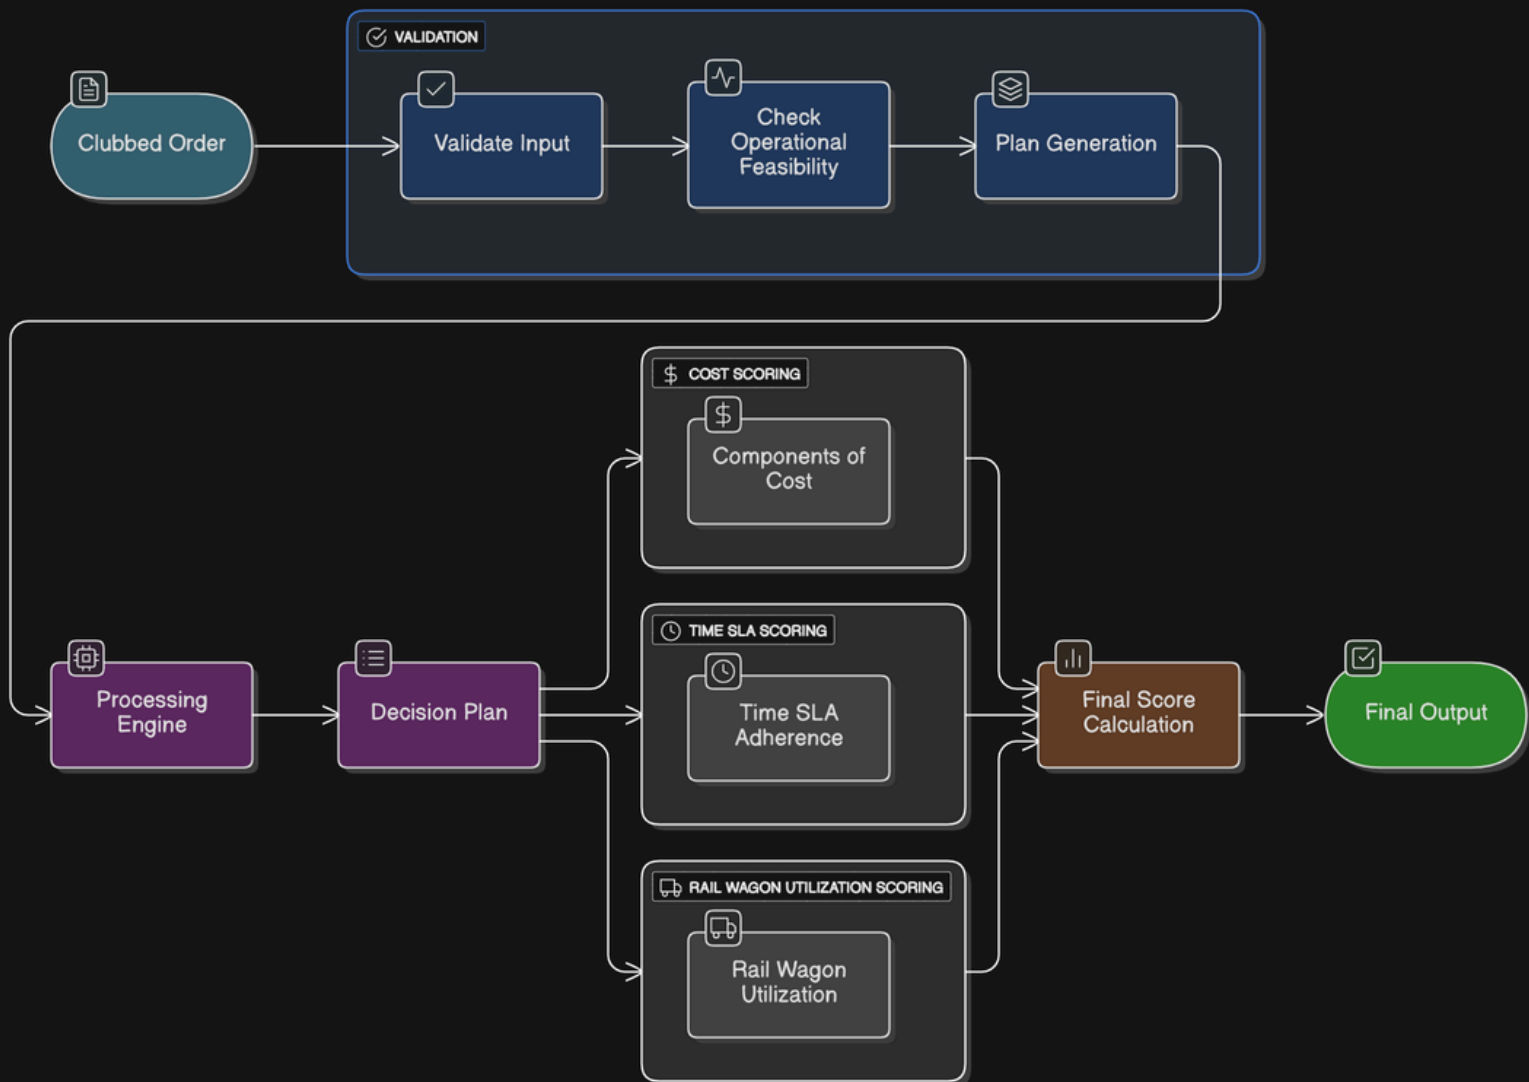 VALIDATION
Clubbed Order
Validate Input
Check
Operational
Feasibility
Plan Generation
COST SCORING
Components of
Cost
TIME SLA SCORING
Time SLA
Adherence
RAIL WAGON UTILIZATION SCORING
Rail Wagon
Utilization
Processing
Engine
Decision Plan
Final Score
Calculation
Final Output